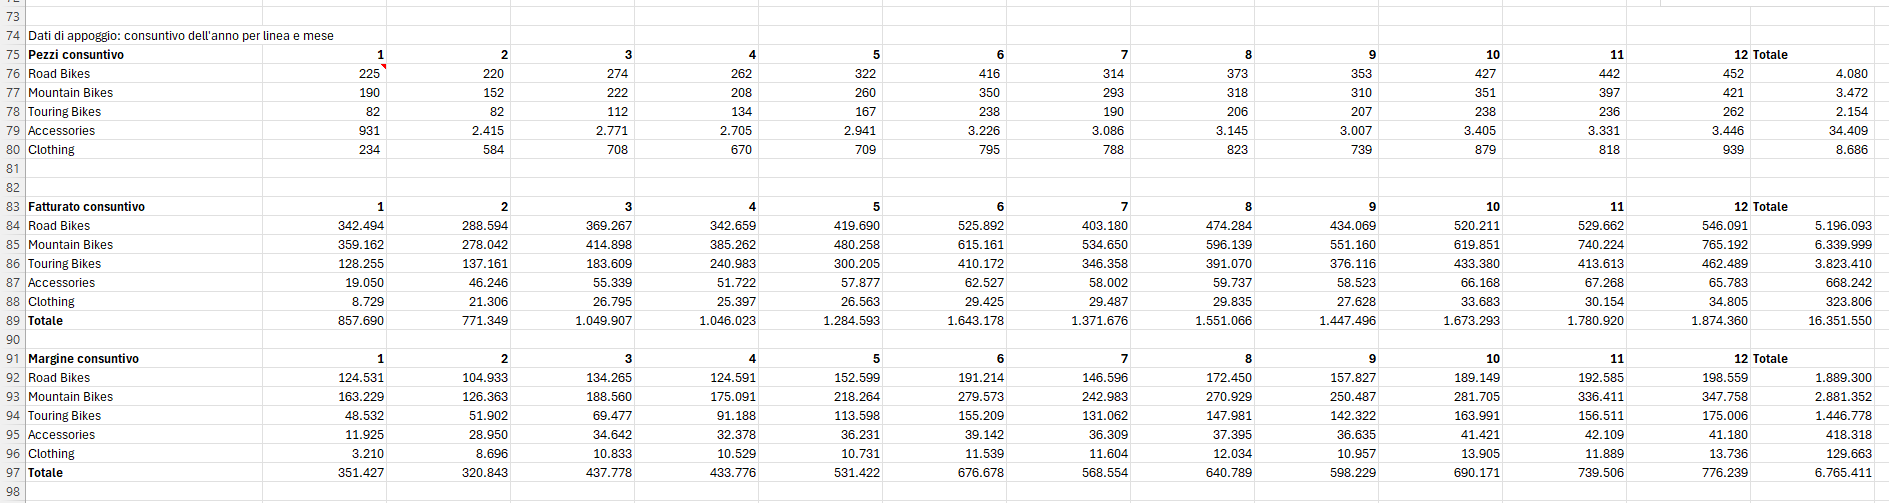 73
74 Dati di appoggio: consuntivo dell'anno per linea e mese
75 Pezzi consuntivo 1 2 3 4 5 6 7 8 9 10 11 12 Totale
76 Road Bikes 225 220 274 262 322 416 314 373 353 427 442 452 4.080
77 Mountain Bikes 190 152 222 208 260 350 293 318 310 351 397 421 3.472
78 Touring Bikes 82 82 112 134 167 238 190 206 207 238 236 262 2.154
79 Accessories 931 2.415 2.771 2.705 2.941 3.226 3.086 3.145 3.007 3.405 3.331 3.446 34.409
80 Clothing 234 584 708 670 709 795 788 823 739 879 818 939 8.686
81
82
83 Fatturato consuntivo 1 2 3 4 5 6 7 8 9 10 11 12 Totale
84 Road Bikes 342.494 288.594 369.267 342.659 419.690 525.892 403.180 474.284 434.069 520.211 529.662 546.091 5.196.093
85 Mountain Bikes 359.162 278.042 414.898 385.262 480.258 615.161 534.650 596.139 551.160 619.851 740.224 765.192 6.339.999
86 Touring Bikes 128.255 137.161 183.609 240.983 300.205 410.172 346.358 391.070 376.116 433.380 413.613 462.489 3.823.410
87 Accessories 19.050 46.246 55.339 51.722 57.877 62.527 58.002 59.737 58.523 66.168 67.268 65.783 668.242
88 Clothing 8.729 21.306 26.795 25.397 26.563 29.425 29.487 29.835 27.628 33.683 30.154 34.805 323.806
89 Totale 857.690 771.349 1.049.907 1.046.023 1.284.593 1.643.178 1.371.676 1.551.066 1.447.496 1.673.293 1.780.920 1.874.360 16.351.550
90
91 Margine consuntivo 1 2 3 4 5 6 7 8 9 10 11 12 Totale
92 Road Bikes 124.531 104.933 134.265 124.591 152.599 191.214 146.596 172.450 157.827 189.149 192.585 198.559 1.889.300
93 Mountain Bikes 163.229 126.363 188.560 175.091 218.264 279.573 242.983 270.929 250.487 281.705 336.411 347.758 2.881.352
94 Touring Bikes 48.532 51.902 69.477 91.188 113.598 155.209 131.062 147.981 142.322 163.991 156.511 175.006 1.446.778
95 Accessories 11.925 28.950 34.642 32.378 36.231 39.142 36.309 37.395 36.635 41.421 42.109 41.180 418.318
96 Clothing 3.210 8.696 10.833 10.529 10.731 11.539 11.604 12.034 10.957 13.905 11.889 13.736 129.663
97 Totale 351.427 320.843 437.778 433.776 531.422 676.678 568.554 640.789 598.229 690.171 739.506 776.239 6.765.411
98